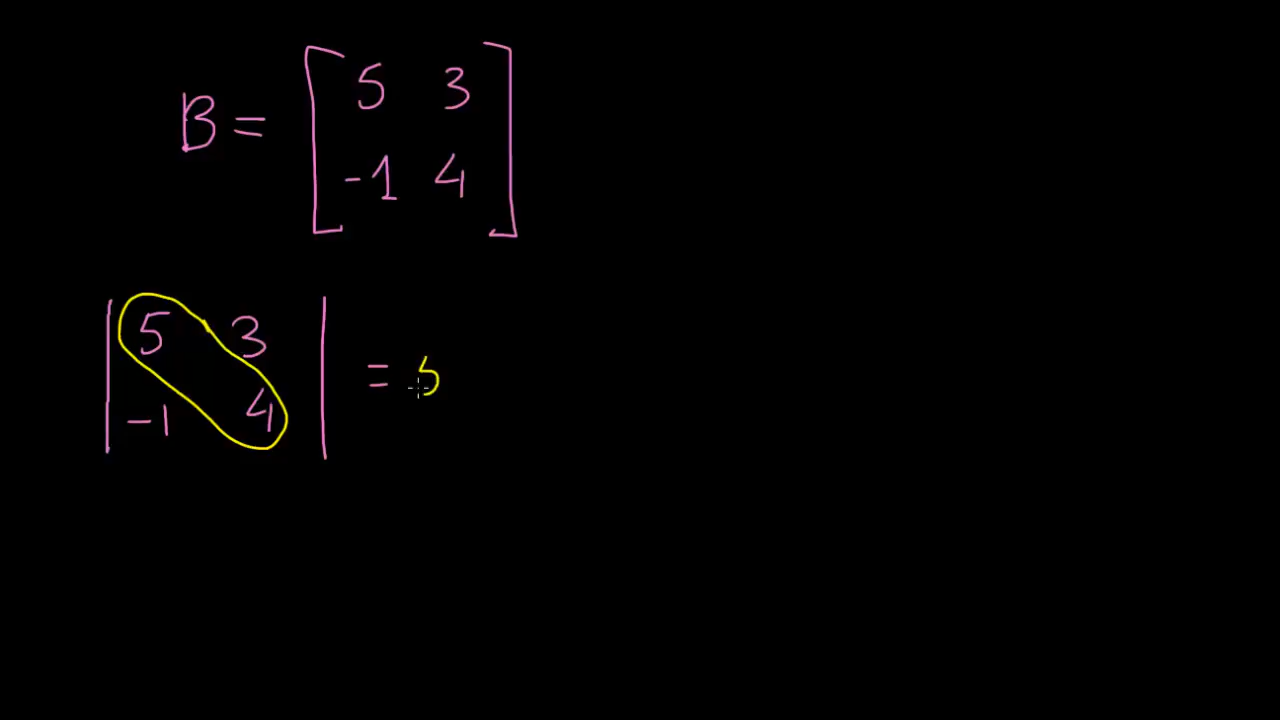 B = [ 5 3
-1 4 ]
| 5 3
-1 4 | = 5